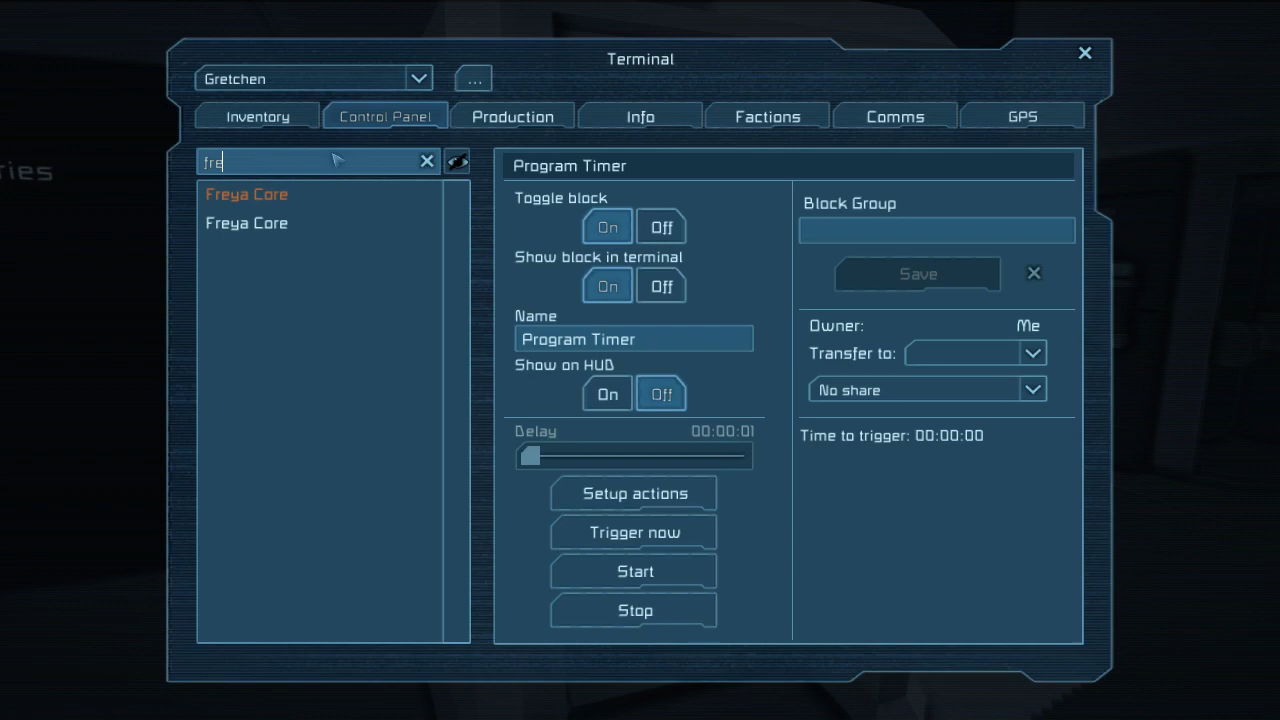 Terminal
Gretchen
...
Inventory
Control Panel
Production
Info
Factions
Comms
GPS
ries
fre
Freya Core
Freya Core
Program Timer
Toggle block
On Off
Show block in terminal
On Off
Name
Program Timer
Show on HUD
On Off
Delay 00:00:01
Setup actions
Trigger now
Start
Stop
Block Group
Save
Owner: Me
Transfer to:
No share
Time to trigger: 00:00:00